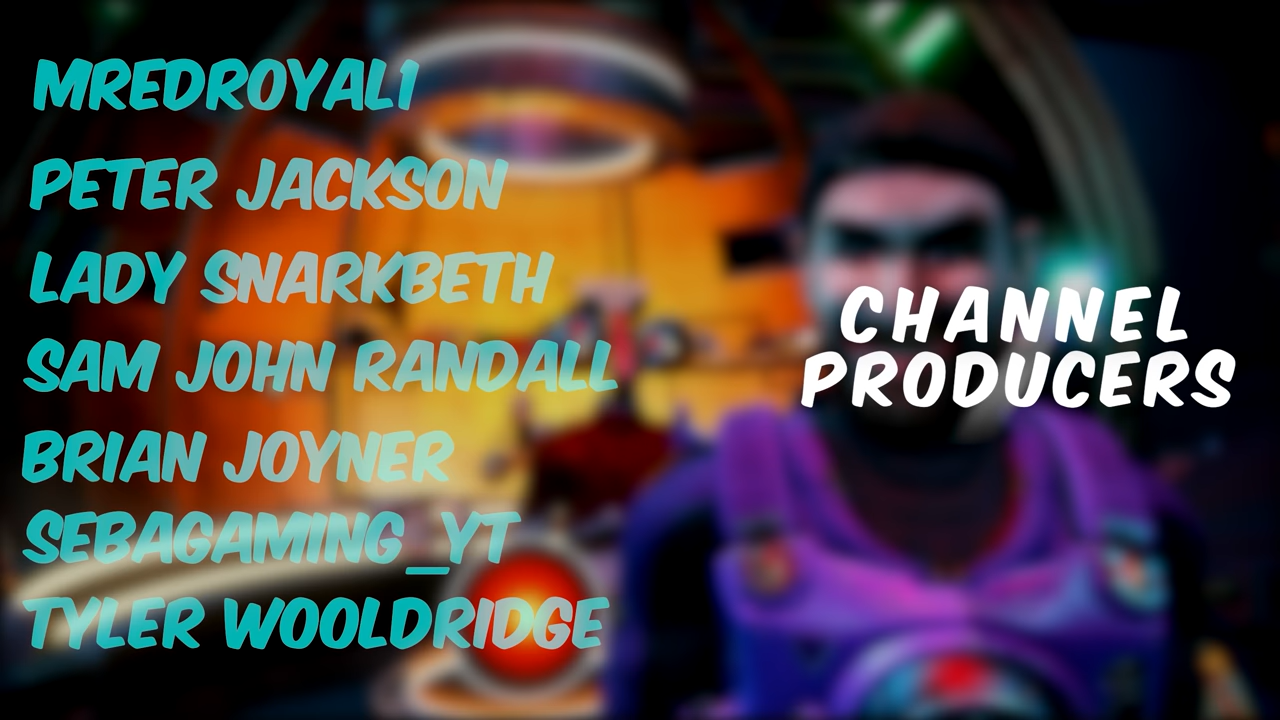 MREDROYAL1
PETER JACKSON
LADY SNARKBETH
SAM JOHN RANDALL
BRIAN JOYNER
SEBAGAMING_YT
TYLER WOOLDRIDGE
CHANNEL
PRODUCERS